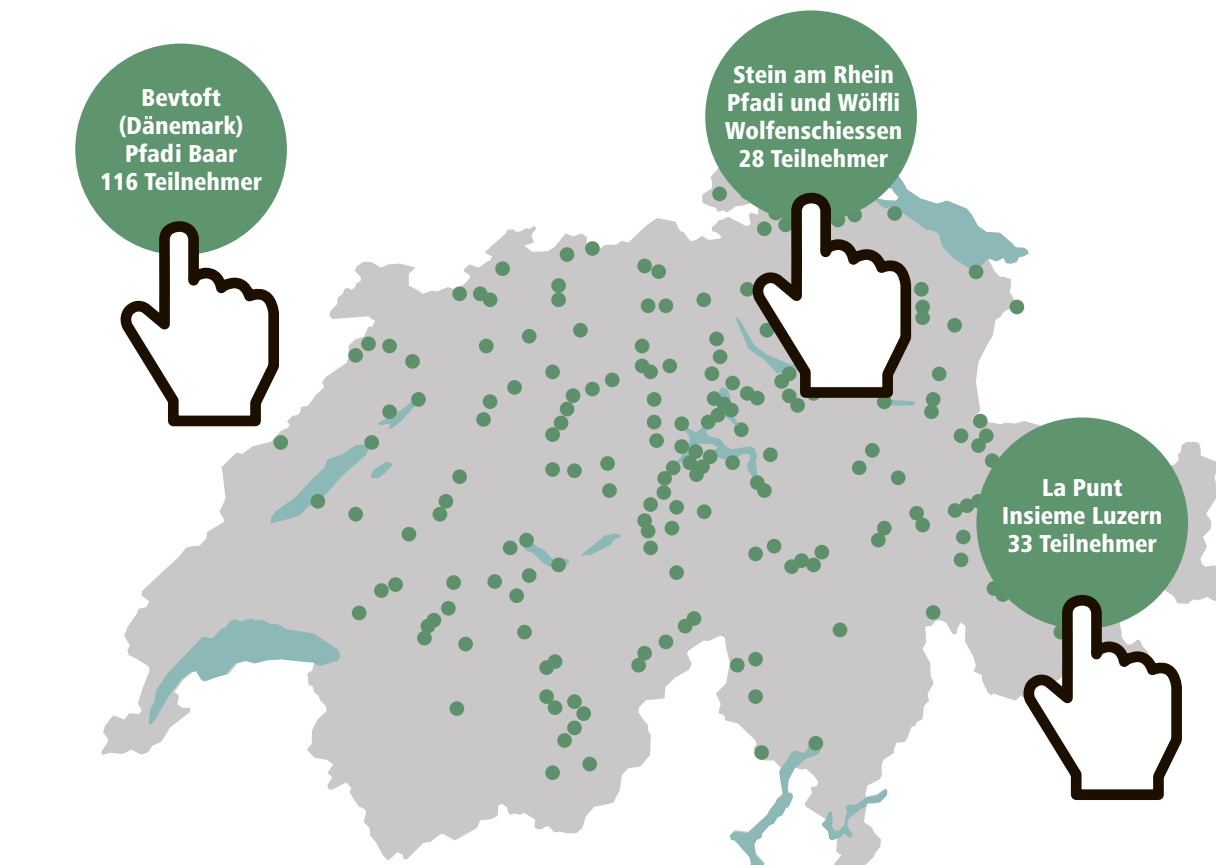 Bevtoft
(Dänemark)
Pfadi Baar
116 Teilnehmer
Stein am Rhein
Pfadi und Wölfli
Wolfenschiessen
28 Teilnehmer
La Punt
Insieme Luzern
33 Teilnehmer